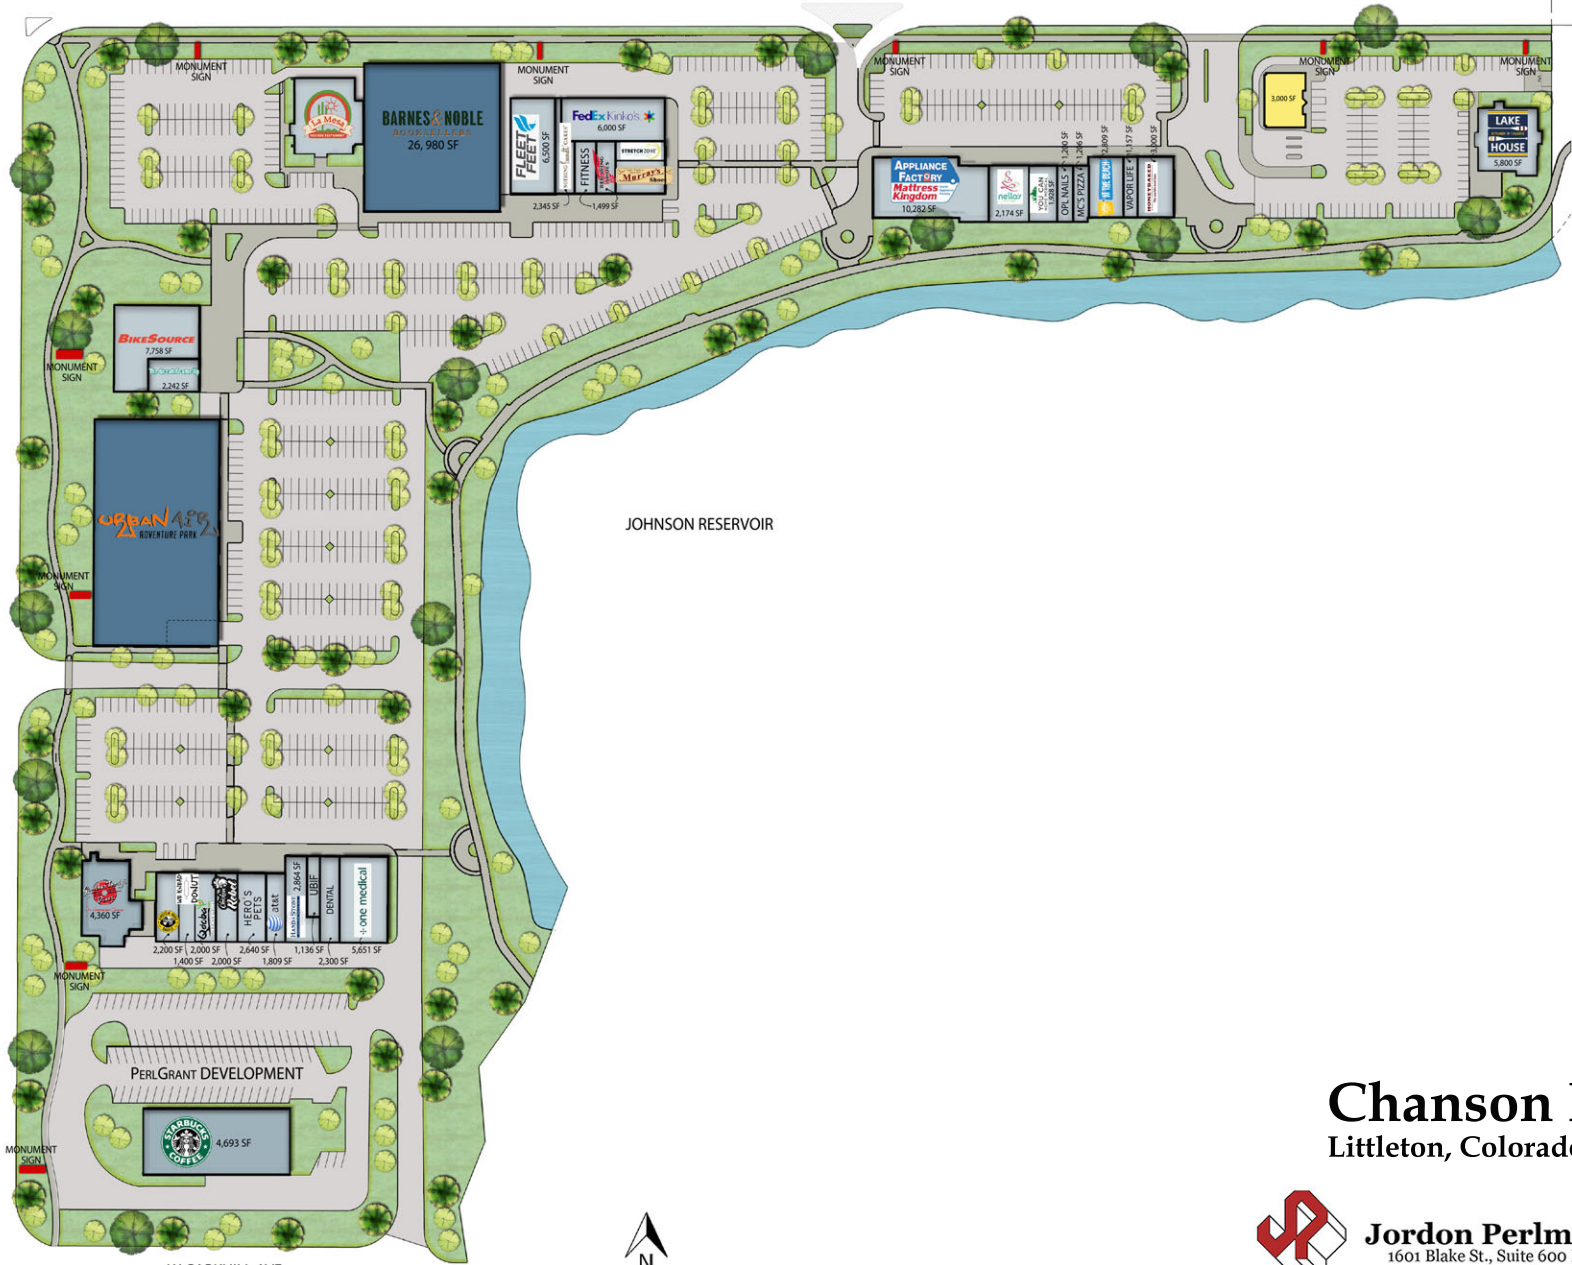 MONUMENT
SIGN
MONUMENT
SIGN
MONUMENT
SIGN
MONUMENT
SIGN
MONUMENT
SIGN
La Mesa
BARNES & NOBLE
BOOKSELLERS
26, 980 SF
FLEET
FEET
6,500 SF
FedEx Kinko's
6,000 SF
FITNESS
STRETCH ZONE
Murray's
2,345 SF
1,499 SF
APPLIANCE
FACTORY
Mattress
Kingdom
10,282 SF
2,174 SF
YOU CAN
1,928 SF
OPL NAILS
1,200 SF
MC'S PIZZA
1,286 SF
2,809 SF
VAPOR LIFE
1,157 SF
HONEYBAKED
3,000 SF
3,000 SF
LAKE
HOUSE
5,800 SF
BIKESOURCE
7,758 SF
2,242 SF
MONUMENT
SIGN
URBAN AIR
ADVENTURE PARK
MONUMENT
SIGN
JOHNSON RESERVOIR
4,360 SF
DONUT
Qdoba
HERO'S
PETS
at&t
HAND & STONE
2,864 SF
UBIF
DENTAL
one medical
2,200 SF
2,000 SF
2,640 SF
1,136 SF
5,651 SF
1,400 SF
2,000 SF
1,809 SF
2,300 SF
MONUMENT
SIGN
PERLGRANT DEVELOPMENT
STARBUCKS
COFFEE
4,693 SF
MONUMENT
SIGN
N
Chanson
Littleton, Colorado
Jordon Perlm
1601 Blake St., Suite 600